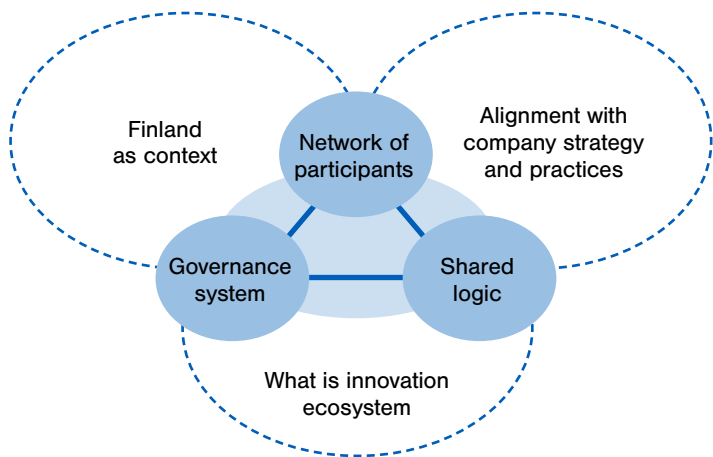 Finland
as context
Network of
participants
Alignment with
company strategy
and practices
Governance
system
Shared
logic
What is innovation
ecosystem